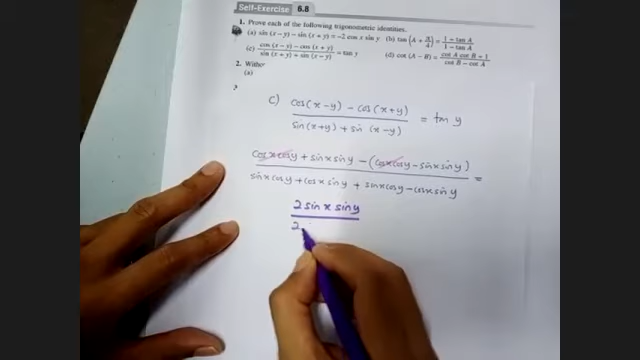 Self-Exercise 6.8
1. Prove each of the following trigonometric identities.
(a) sin (x − y) − sin (x + y) = −2 cos x sin y (b) tan (A + π/4) = (1 + tan A)/(1 − tan A)
(c) (cos (x − y) − cos (x + y))/(sin (x + y) + sin (x − y)) = tan y (d) cot (A − B) = (cot A cot B + 1)/(cot B − cot A)
2. Witho
(a)
c) (cos (x−y) − cos (x+y))/(sin (x+y) + sin (x−y)) = tan y
(cos x cos y + sin x sin y − (cos x cos y − sin x sin y))/(sin x cos y + cos x sin y + sin x cos y − cos x sin y) =
2 sin x sin y
2